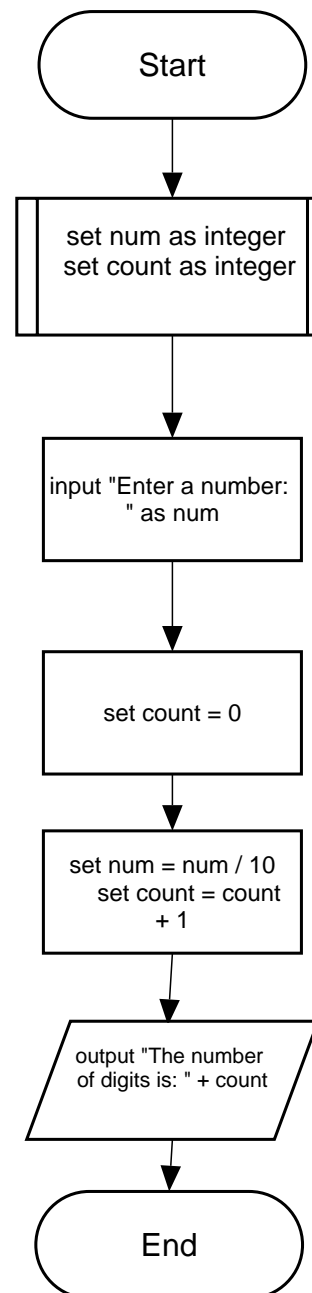 Start
set num as integer
set count as integer
input "Enter a number:
" as num
set count = 0
set num = num / 10
set count = count
+ 1
output "The number
of digits is: " + count
End